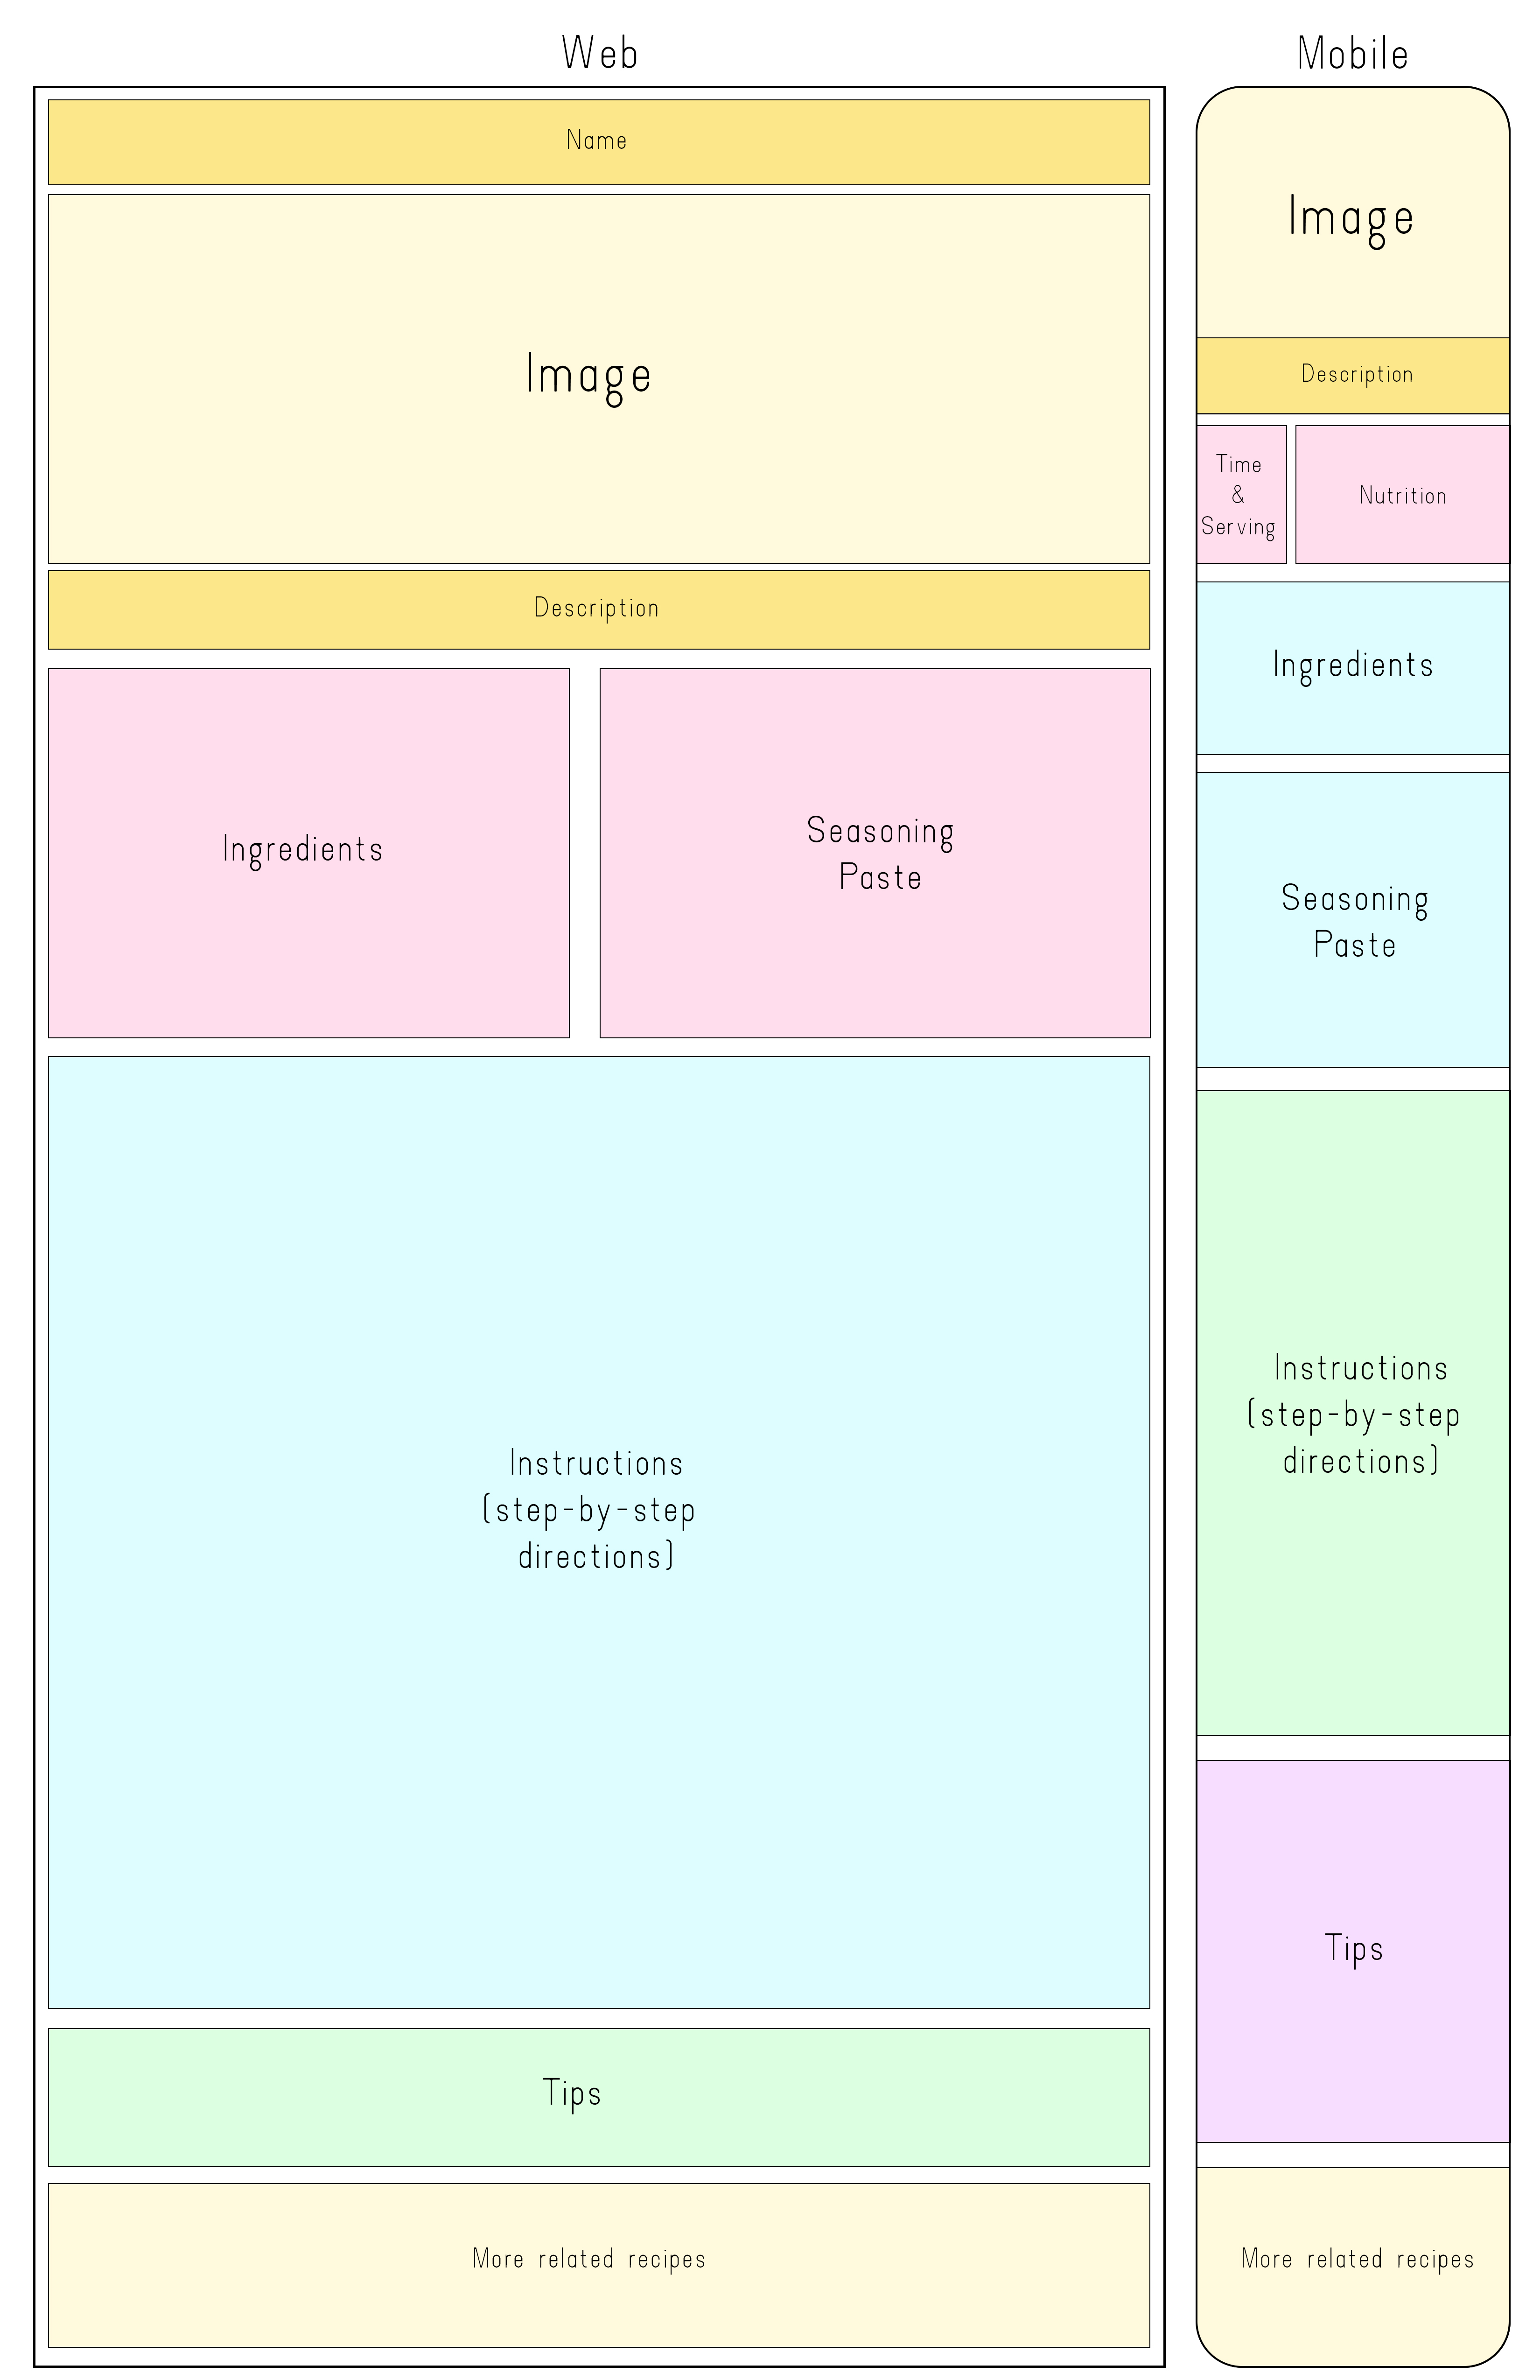 Web
Name
Image
Description
Ingredients
Seasoning
Paste
Instructions
(step-by-step
directions)
Tips
More related recipes
Mobile
Image
Description
Time
&
Serving
Nutrition
Ingredients
Seasoning
Paste
Instructions
(step-by-step
directions)
Tips
More related recipes